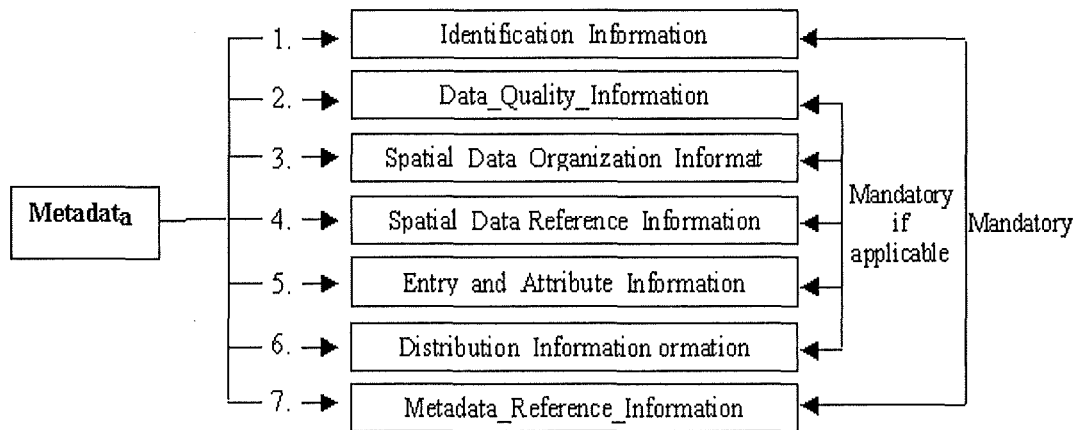 1. Identification Information
2. Data_Quality_Information
3. Spatial Data Organization Informat
Metadata
4. Spatial Data Reference Information
Mandatory
if
applicable
Mandatory
5. Entry and Attribute Information
6. Distribution Information ormation
7. Metadata_Reference_Information